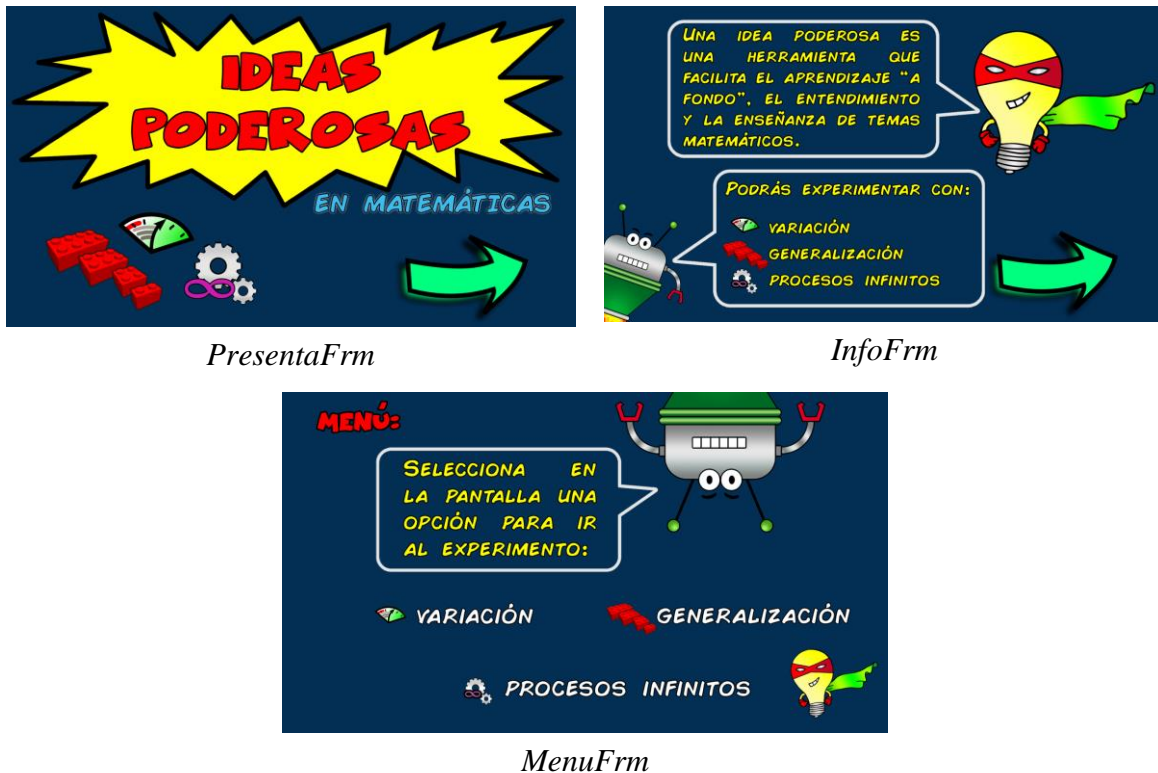 IDEAS
PODEROSAS
EN MATEMÁTICAS
PresentaFrm
UNA IDEA PODEROSA ES
UNA HERRAMIENTA QUE
FACILITA EL APRENDIZAJE "A
FONDO", EL ENTENDIMIENTO
Y LA ENSEÑANZA DE TEMAS
MATEMÁTICOS.
PODRÁS EXPERIMENTAR CON:
VARIACIÓN
GENERALIZACIÓN
PROCESOS INFINITOS
InfoFrm
MENÚ:
SELECCIONA EN
LA PANTALLA UNA
OPCIÓN PARA IR
AL EXPERIMENTO:
VARIACIÓN
GENERALIZACIÓN
PROCESOS INFINITOS
MenuFrm